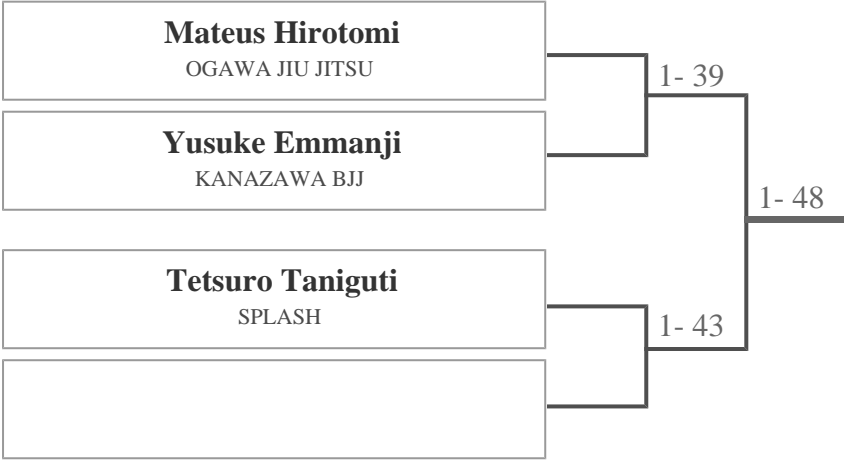 Mateus Hirotomi
OGAWA JIU JITSU
1- 39
Yusuke Emmanji
KANAZAWA BJJ
1- 48
Tetsuro Taniguti
SPLASH
1- 43